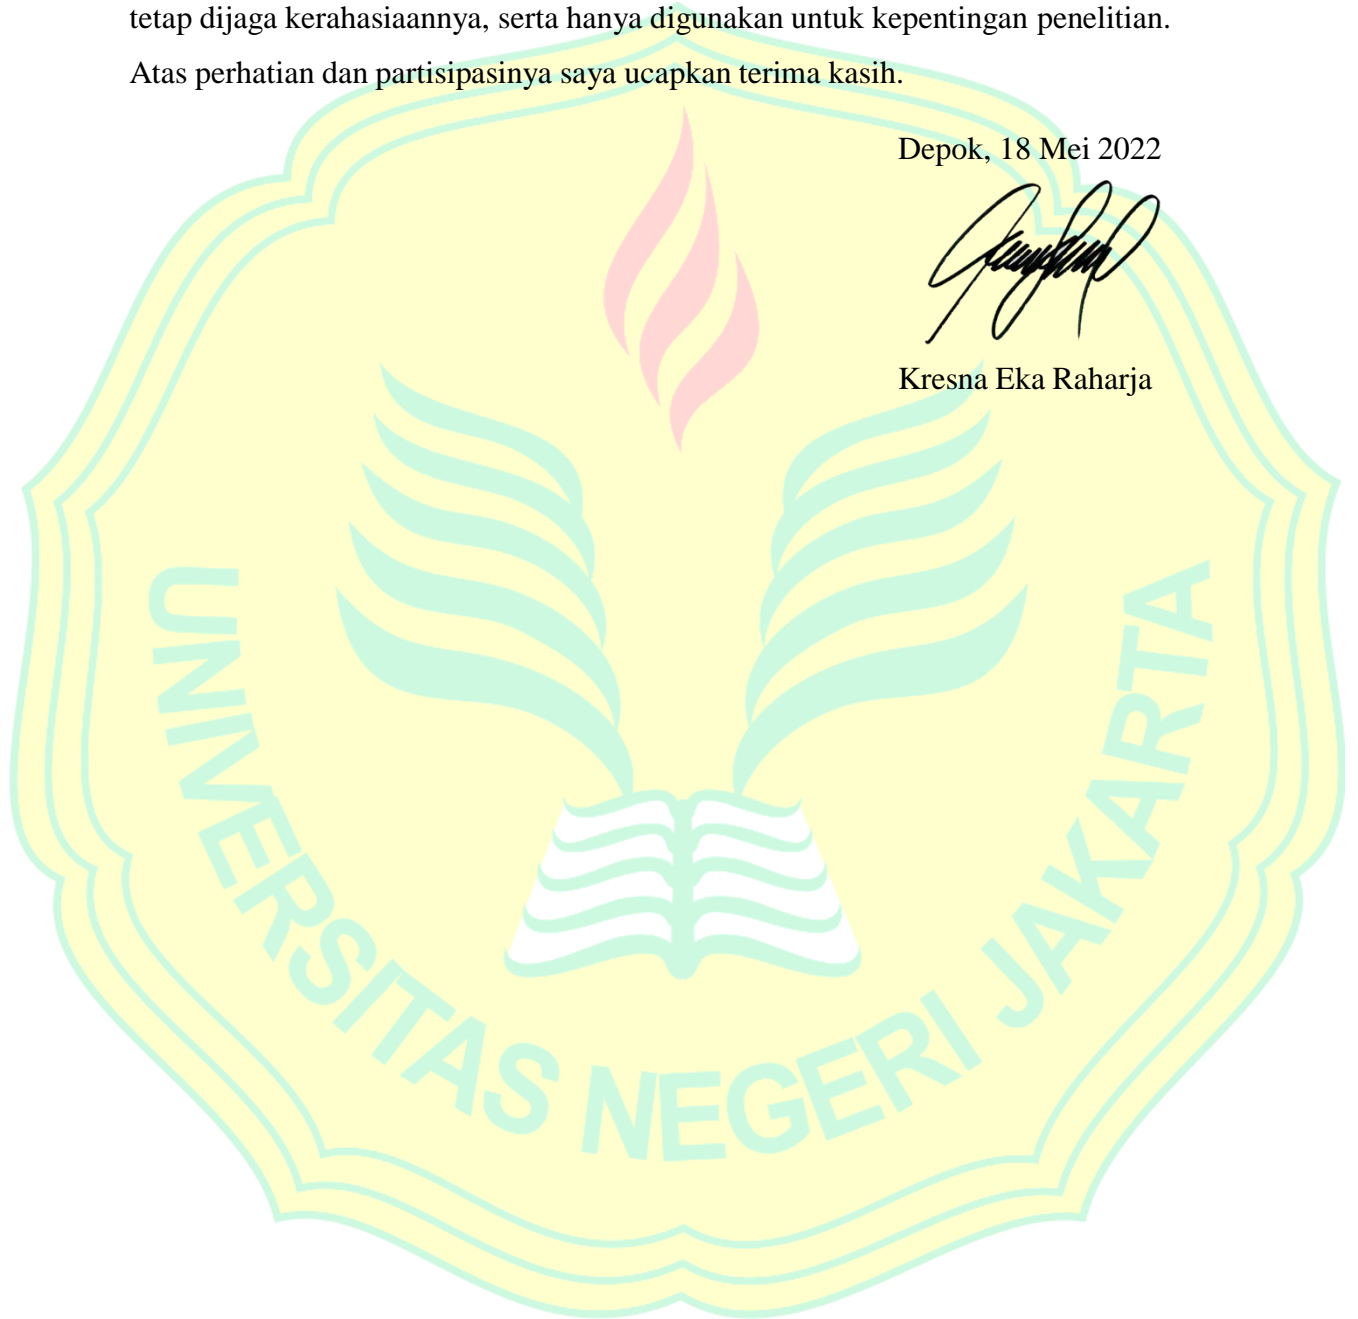 tetap dijaga kerahasiaannya, serta hanya digunakan untuk kepentingan penelitian.
Atas perhatian dan partisipasinya saya ucapkan terima kasih.
Depok, 18 Mei 2022
Kresna Eka Raharja
UNIVERSITAS NEGERI JAKARTA